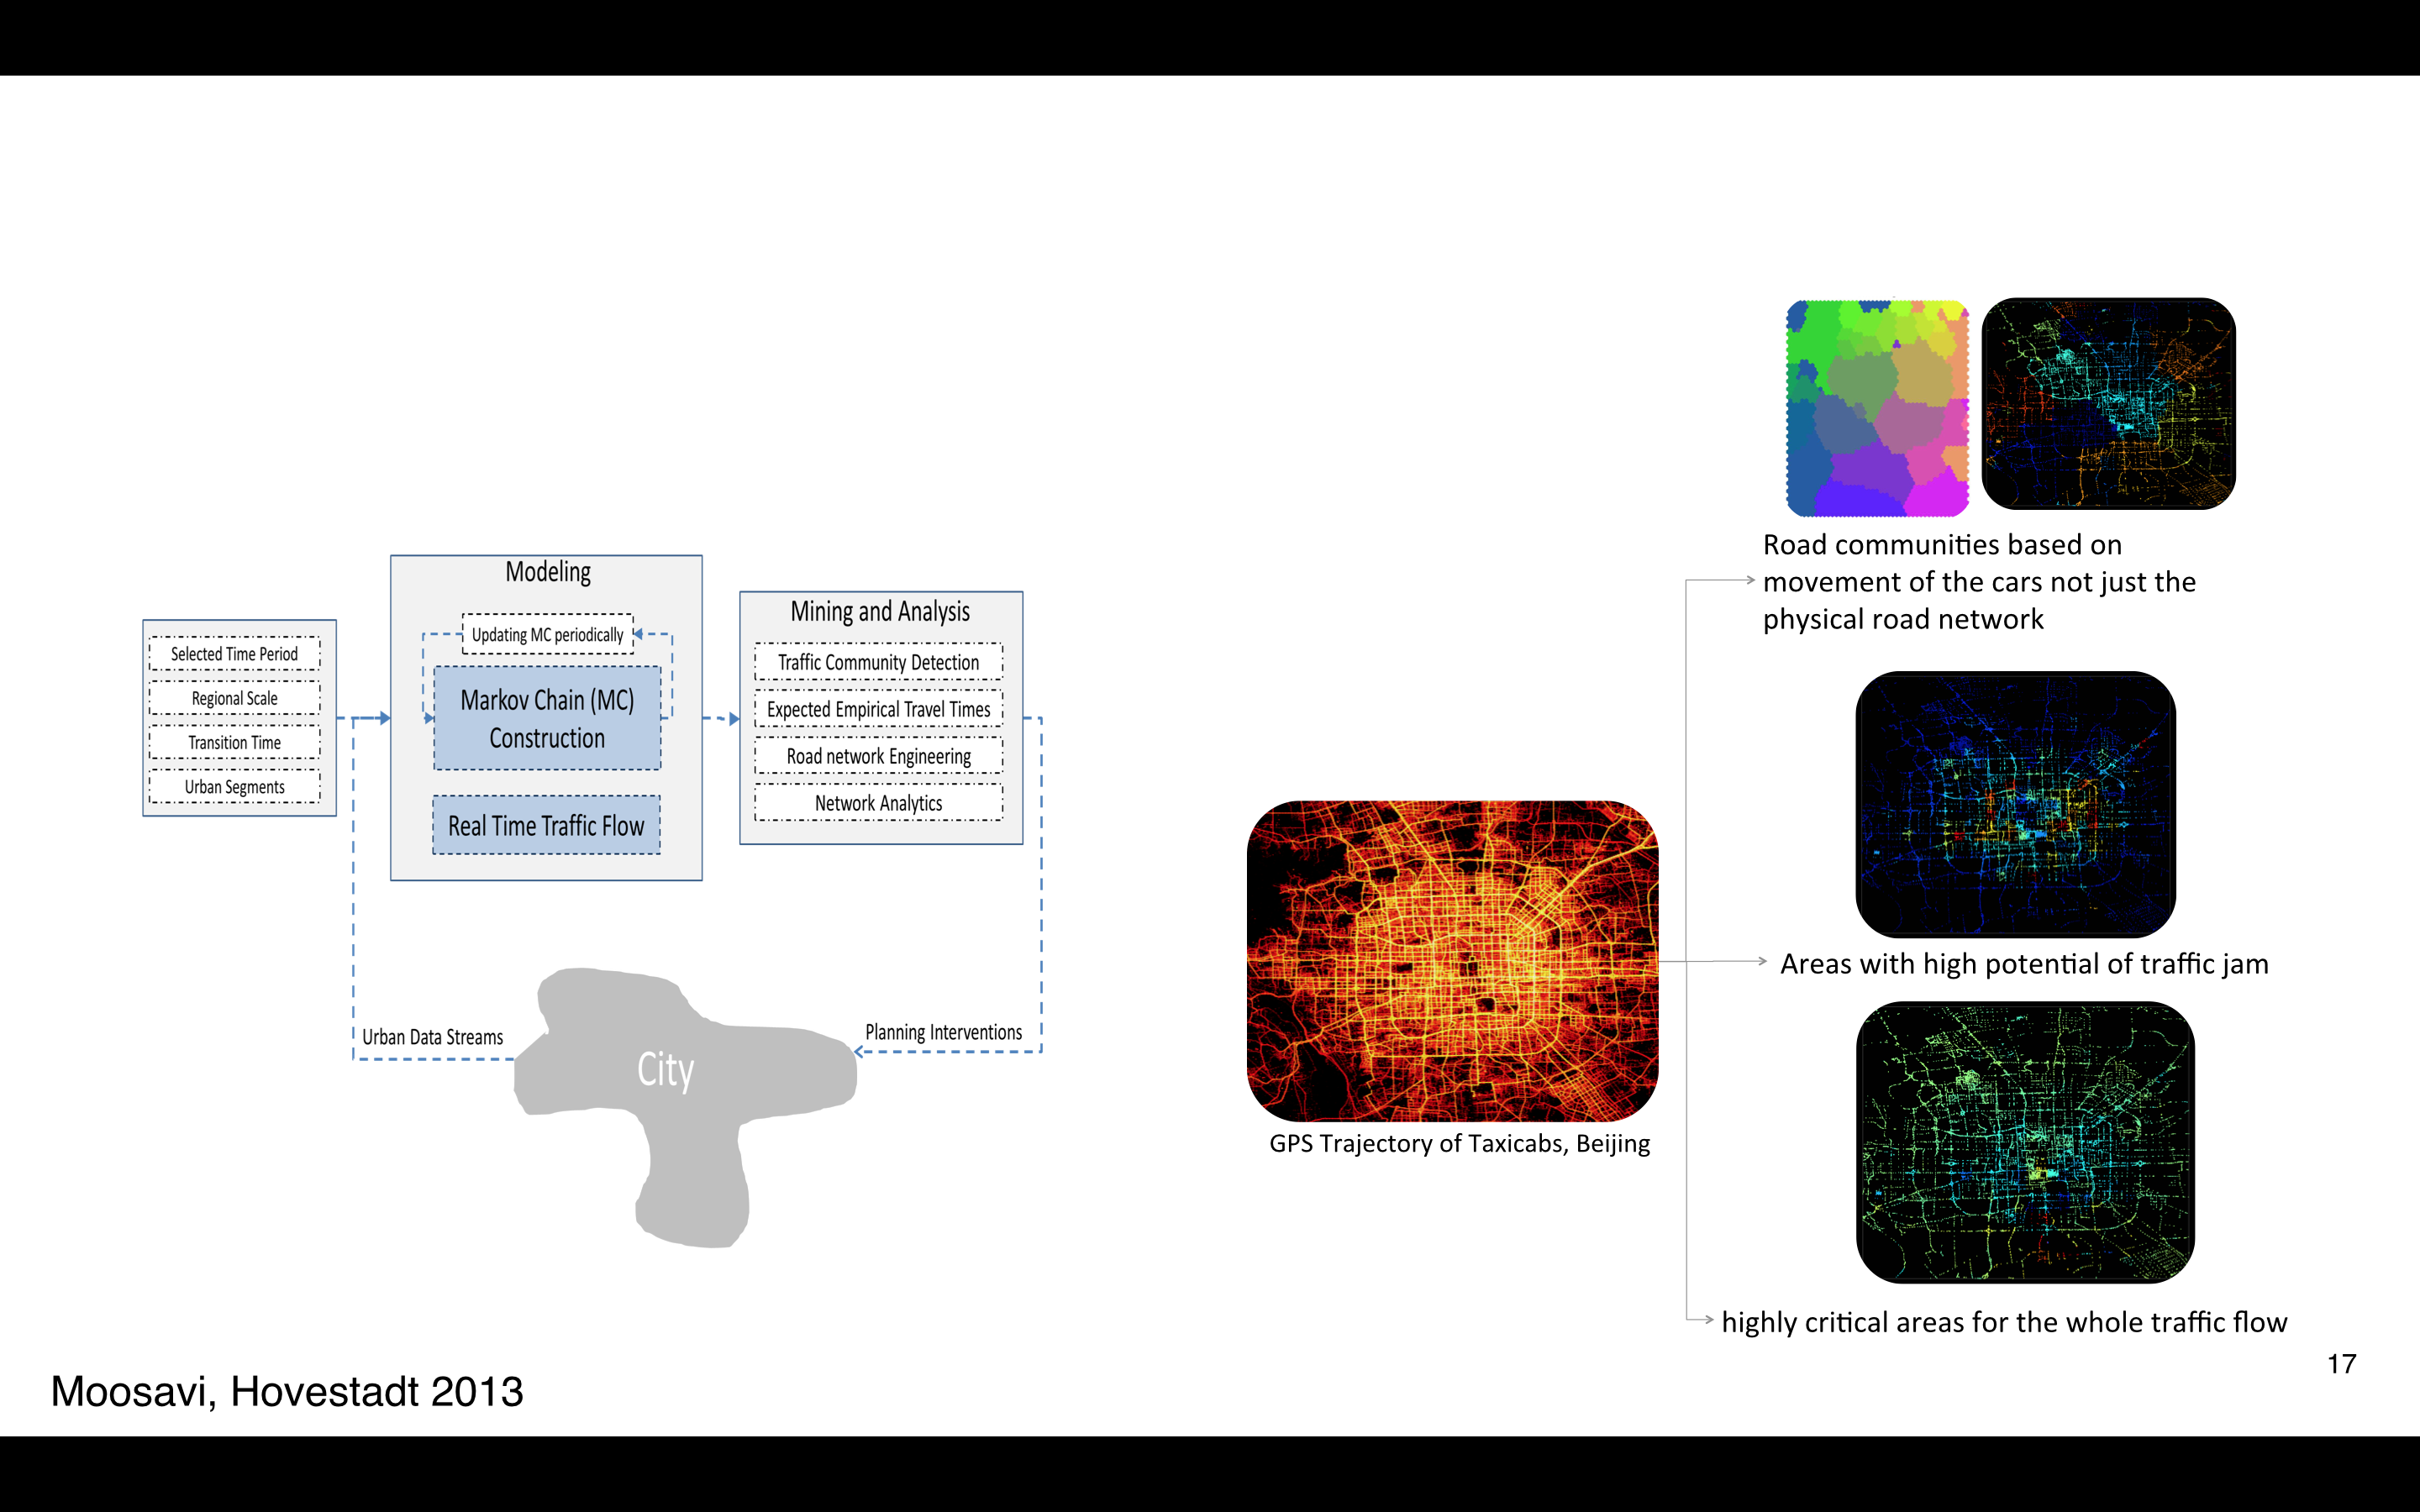 Selected Time Period
Regional Scale
Transition Time
Urban Segments
Modeling
Updating MC periodically
Markov Chain (MC)
Construction
Real Time Traffic Flow
Mining and Analysis
Traffic Community Detection
Expected Empirical Travel Times
Road network Engineering
Network Analytics
Urban Data Streams
City
Planning Interventions
GPS Trajectory of Taxicabs, Beijing
Road communities based on
movement of the cars not just the
physical road network
Areas with high potential of traffic jam
highly critical areas for the whole traffic flow
Moosavi, Hovestadt 2013
17